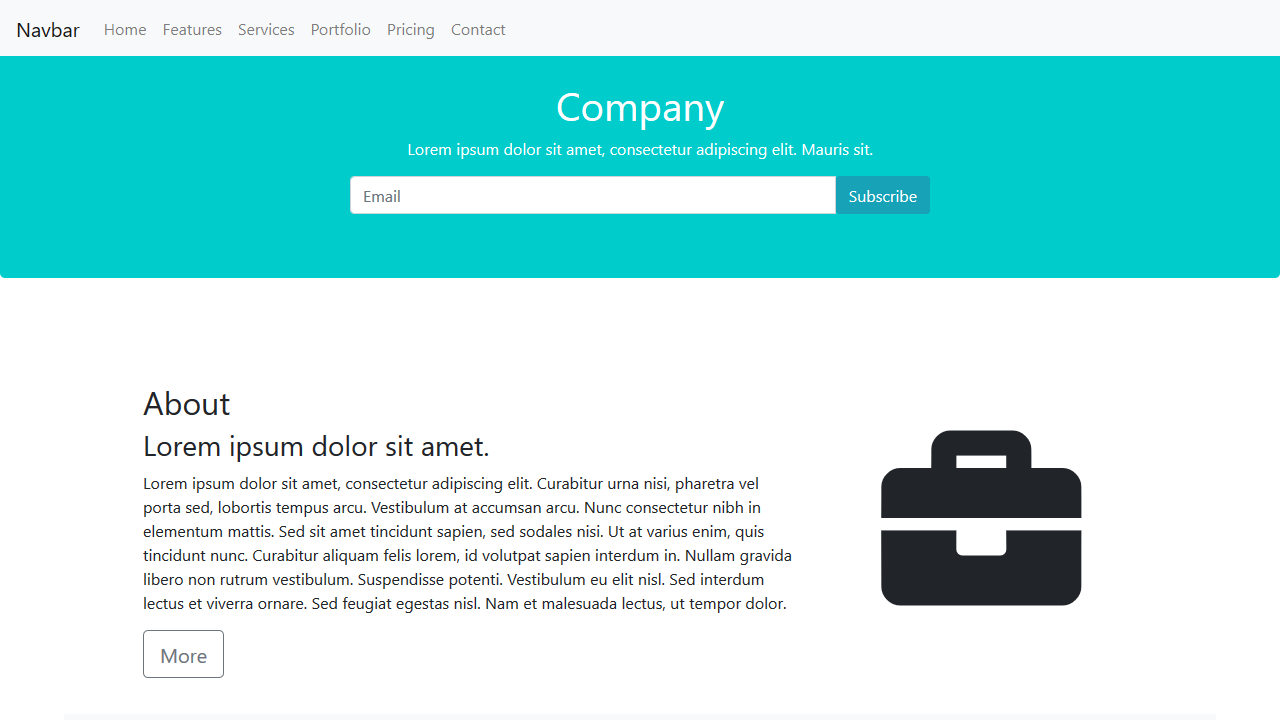 Navbar Home Features Services Portfolio Pricing Contact
Company
Lorem ipsum dolor sit amet, consectetur adipiscing elit. Mauris sit.
Email Subscribe
About
Lorem ipsum dolor sit amet.
Lorem ipsum dolor sit amet, consectetur adipiscing elit. Curabitur urna nisi, pharetra vel
porta sed, lobortis tempus arcu. Vestibulum at accumsan arcu. Nunc consectetur nibh in
elementum mattis. Sed sit amet tincidunt sapien, sed sodales nisi. Ut at varius enim, quis
tincidunt nunc. Curabitur aliquam felis lorem, id volutpat sapien interdum in. Nullam gravida
libero non rutrum vestibulum. Suspendisse potenti. Vestibulum eu elit nisl. Sed interdum
lectus et viverra ornare. Sed feugiat egestas nisl. Nam et malesuada lectus, ut tempor dolor.
More